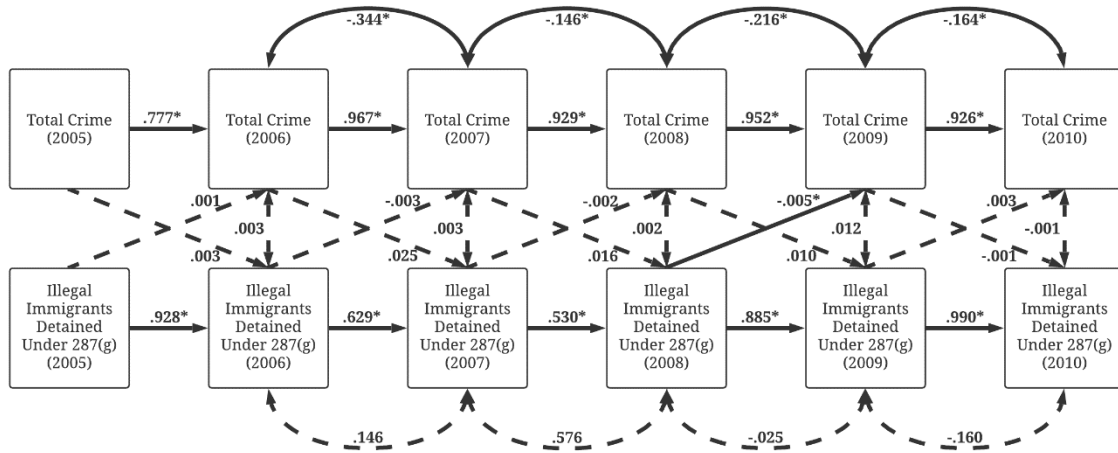 -.344*
-.146*
-.216*
-.164*
Total Crime
(2005)
.777*
Total Crime
(2006)
.967*
Total Crime
(2007)
.929*
Total Crime
(2008)
.952*
Total Crime
(2009)
.926*
Total Crime
(2010)
.001
-.003
-.002
-.005*
.003
.003
.003
.002
.012
-.001
.003
.025
.016
.010
-.001
Illegal
Immigrants
Detained
Under 287(g)
(2005)
.928*
Illegal
Immigrants
Detained
Under 287(g)
(2006)
.629*
Illegal
Immigrants
Detained
Under 287(g)
(2007)
.530*
Illegal
Immigrants
Detained
Under 287(g)
(2008)
.885*
Illegal
Immigrants
Detained
Under 287(g)
(2009)
.990*
Illegal
Immigrants
Detained
Under 287(g)
(2010)
.146
.576
-.025
-.160